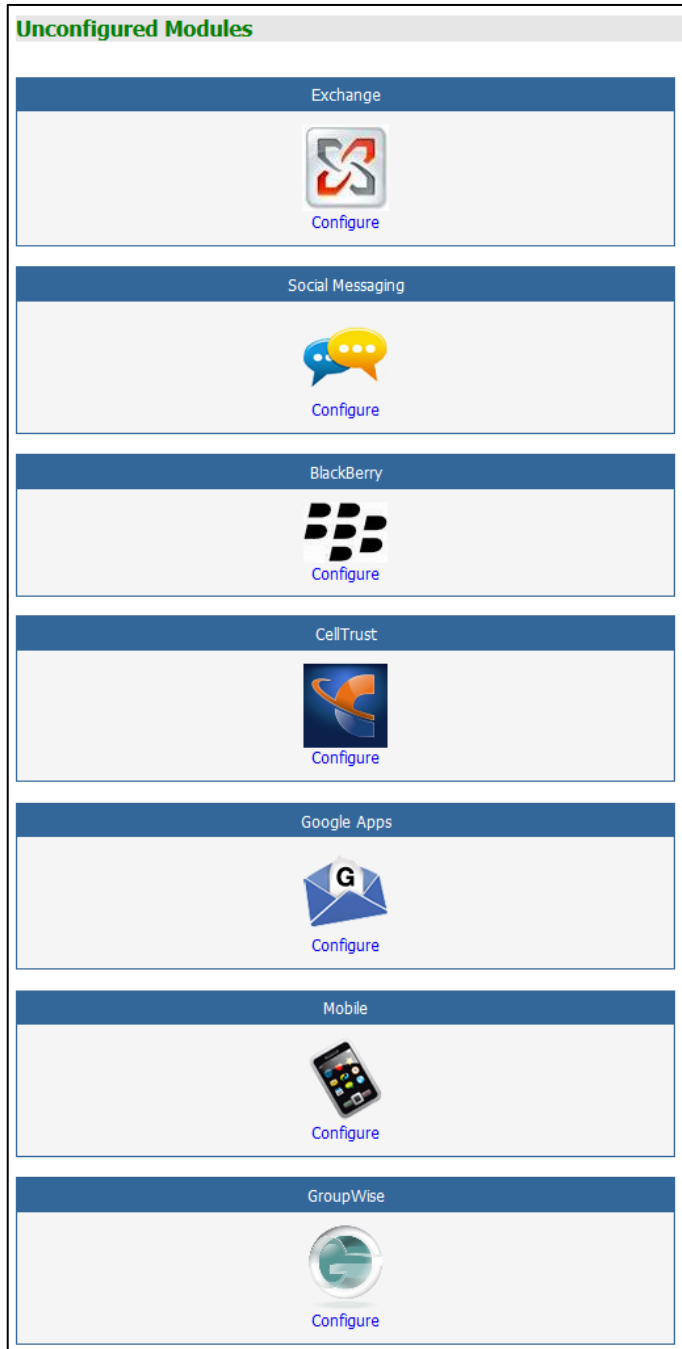 Unconfigured Modules
Exchange
Configure
Social Messaging
Configure
BlackBerry
Configure
CellTrust
Configure
Google Apps
G
Configure
Mobile
Configure
GroupWise
Configure